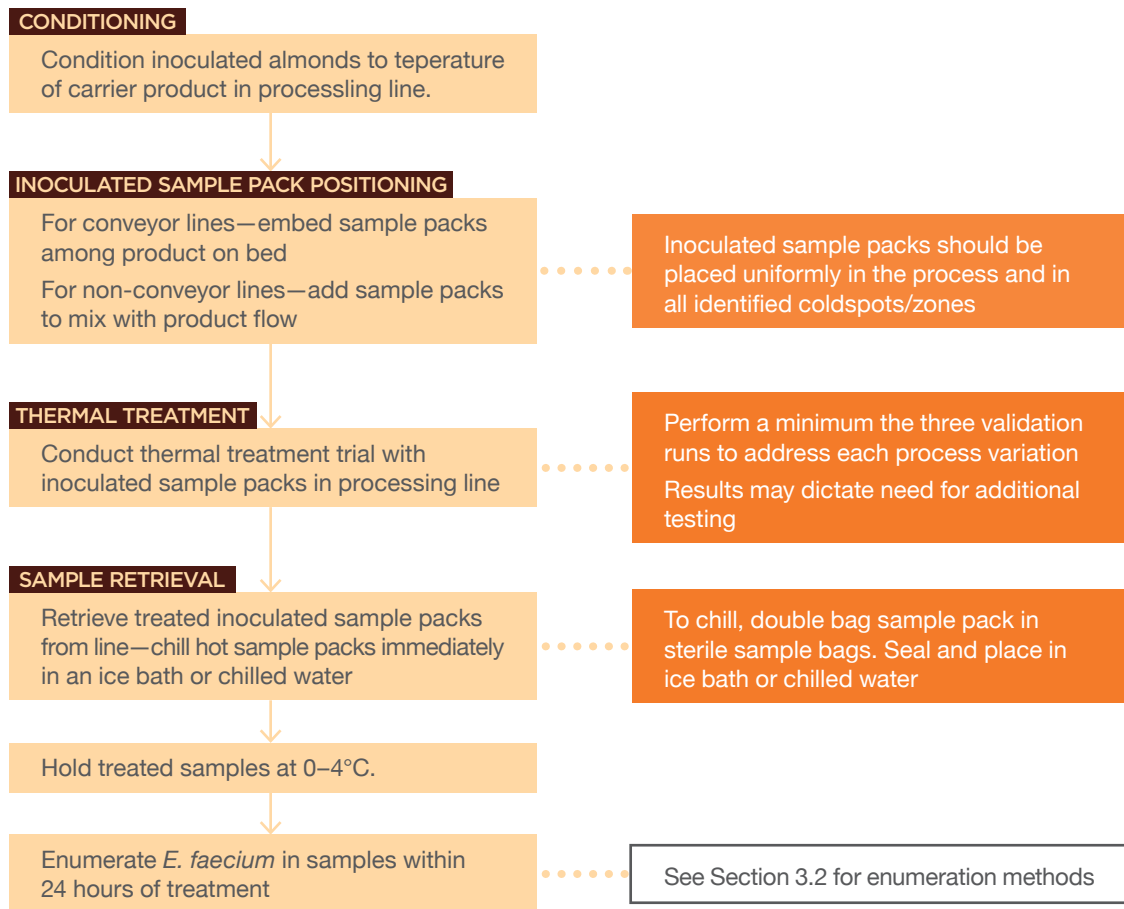 CONDITIONING
Condition inoculated almonds to teperature
of carrier product in processling line.
INOCULATED SAMPLE PACK POSITIONING
For conveyor lines—embed sample packs
among product on bed
For non-conveyor lines—add sample packs
to mix with product flow
Inoculated sample packs should be
placed uniformly in the process and in
all identified coldspots/zones
THERMAL TREATMENT
Conduct thermal treatment trial with
inoculated sample packs in processing line
Perform a minimum the three validation
runs to address each process variation
Results may dictate need for additional
testing
SAMPLE RETRIEVAL
Retrieve treated inoculated sample packs
from line—chill hot sample packs immediately
in an ice bath or chilled water
To chill, double bag sample pack in
sterile sample bags. Seal and place in
ice bath or chilled water
Hold treated samples at 0–4°C.
Enumerate E. faecium in samples within
24 hours of treatment
See Section 3.2 for enumeration methods